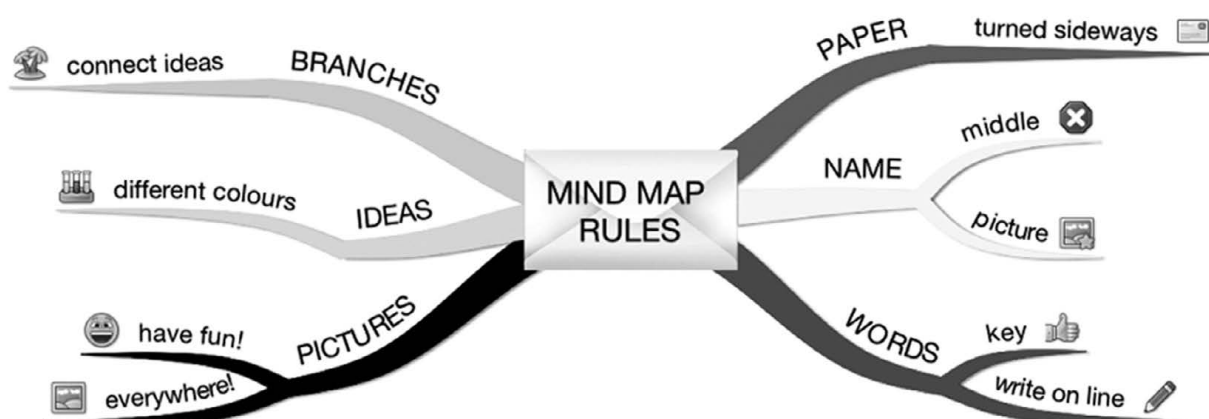 MIND MAP
RULES
PAPER
turned sideways
NAME
middle
picture
WORDS
key
write on line
BRANCHES
connect ideas
IDEAS
different colours
PICTURES
have fun!
everywhere!